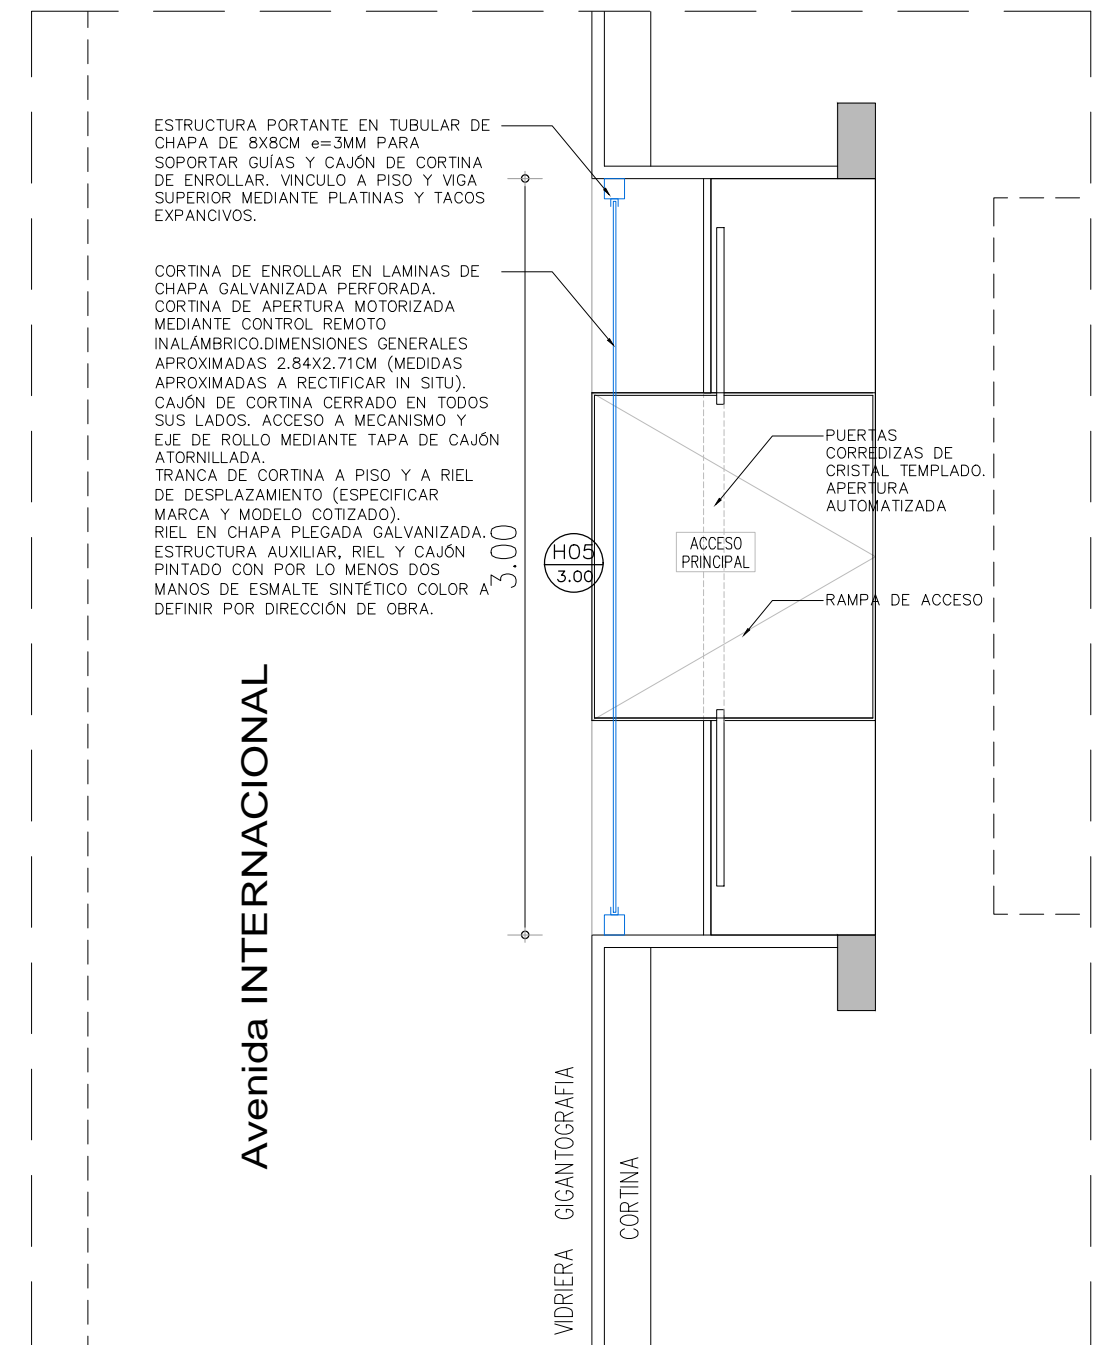 ESTRUCTURA PORTANTE EN TUBULAR DE
CHAPA DE 8X8CM e=3MM PARA
SOPORTAR GUÍAS Y CAJÓN DE CORTINA
DE ENROLLAR. VINCULO A PISO Y VIGA
SUPERIOR MEDIANTE PLATINAS Y TACOS
EXPANCIVOS.
CORTINA DE ENROLLAR EN LAMINAS DE
CHAPA GALVANIZADA PERFORADA.
CORTINA DE APERTURA MOTORIZADA
MEDIANTE CONTROL REMOTO
INALÁMBRICO.DIMENSIONES GENERALES
APROXIMADAS 2.84X2.71CM (MEDIDAS
APROXIMADAS A RECTIFICAR IN SITU).
CAJÓN DE CORTINA CERRADO EN TODOS
SUS LADOS. ACCESO A MECANISMO Y
EJE DE ROLLO MEDIANTE TAPA DE CAJÓN
ATORNILLADA.
TRANCA DE CORTINA A PISO Y A RIEL
DE DESPLAZAMIENTO (ESPECIFICAR
MARCA Y MODELO COTIZADO).
RIEL EN CHAPA PLEGADA GALVANIZADA.
ESTRUCTURA AUXILIAR, RIEL Y CAJÓN
PINTADO CON POR LO MENOS DOS
MANOS DE ESMALTE SINTÉTICO COLOR A
DEFINIR POR DIRECCIÓN DE OBRA.
3.00
H05
3.00
ACCESO
PRINCIPAL
PUERTAS
CORREDIZAS DE
CRISTAL TEMPLADO.
APERTURA
AUTOMATIZADA
RAMPA DE ACCESO
Avenida INTERNACIONAL
VIDRIERA GIGANTOGRAFIA
CORTINA